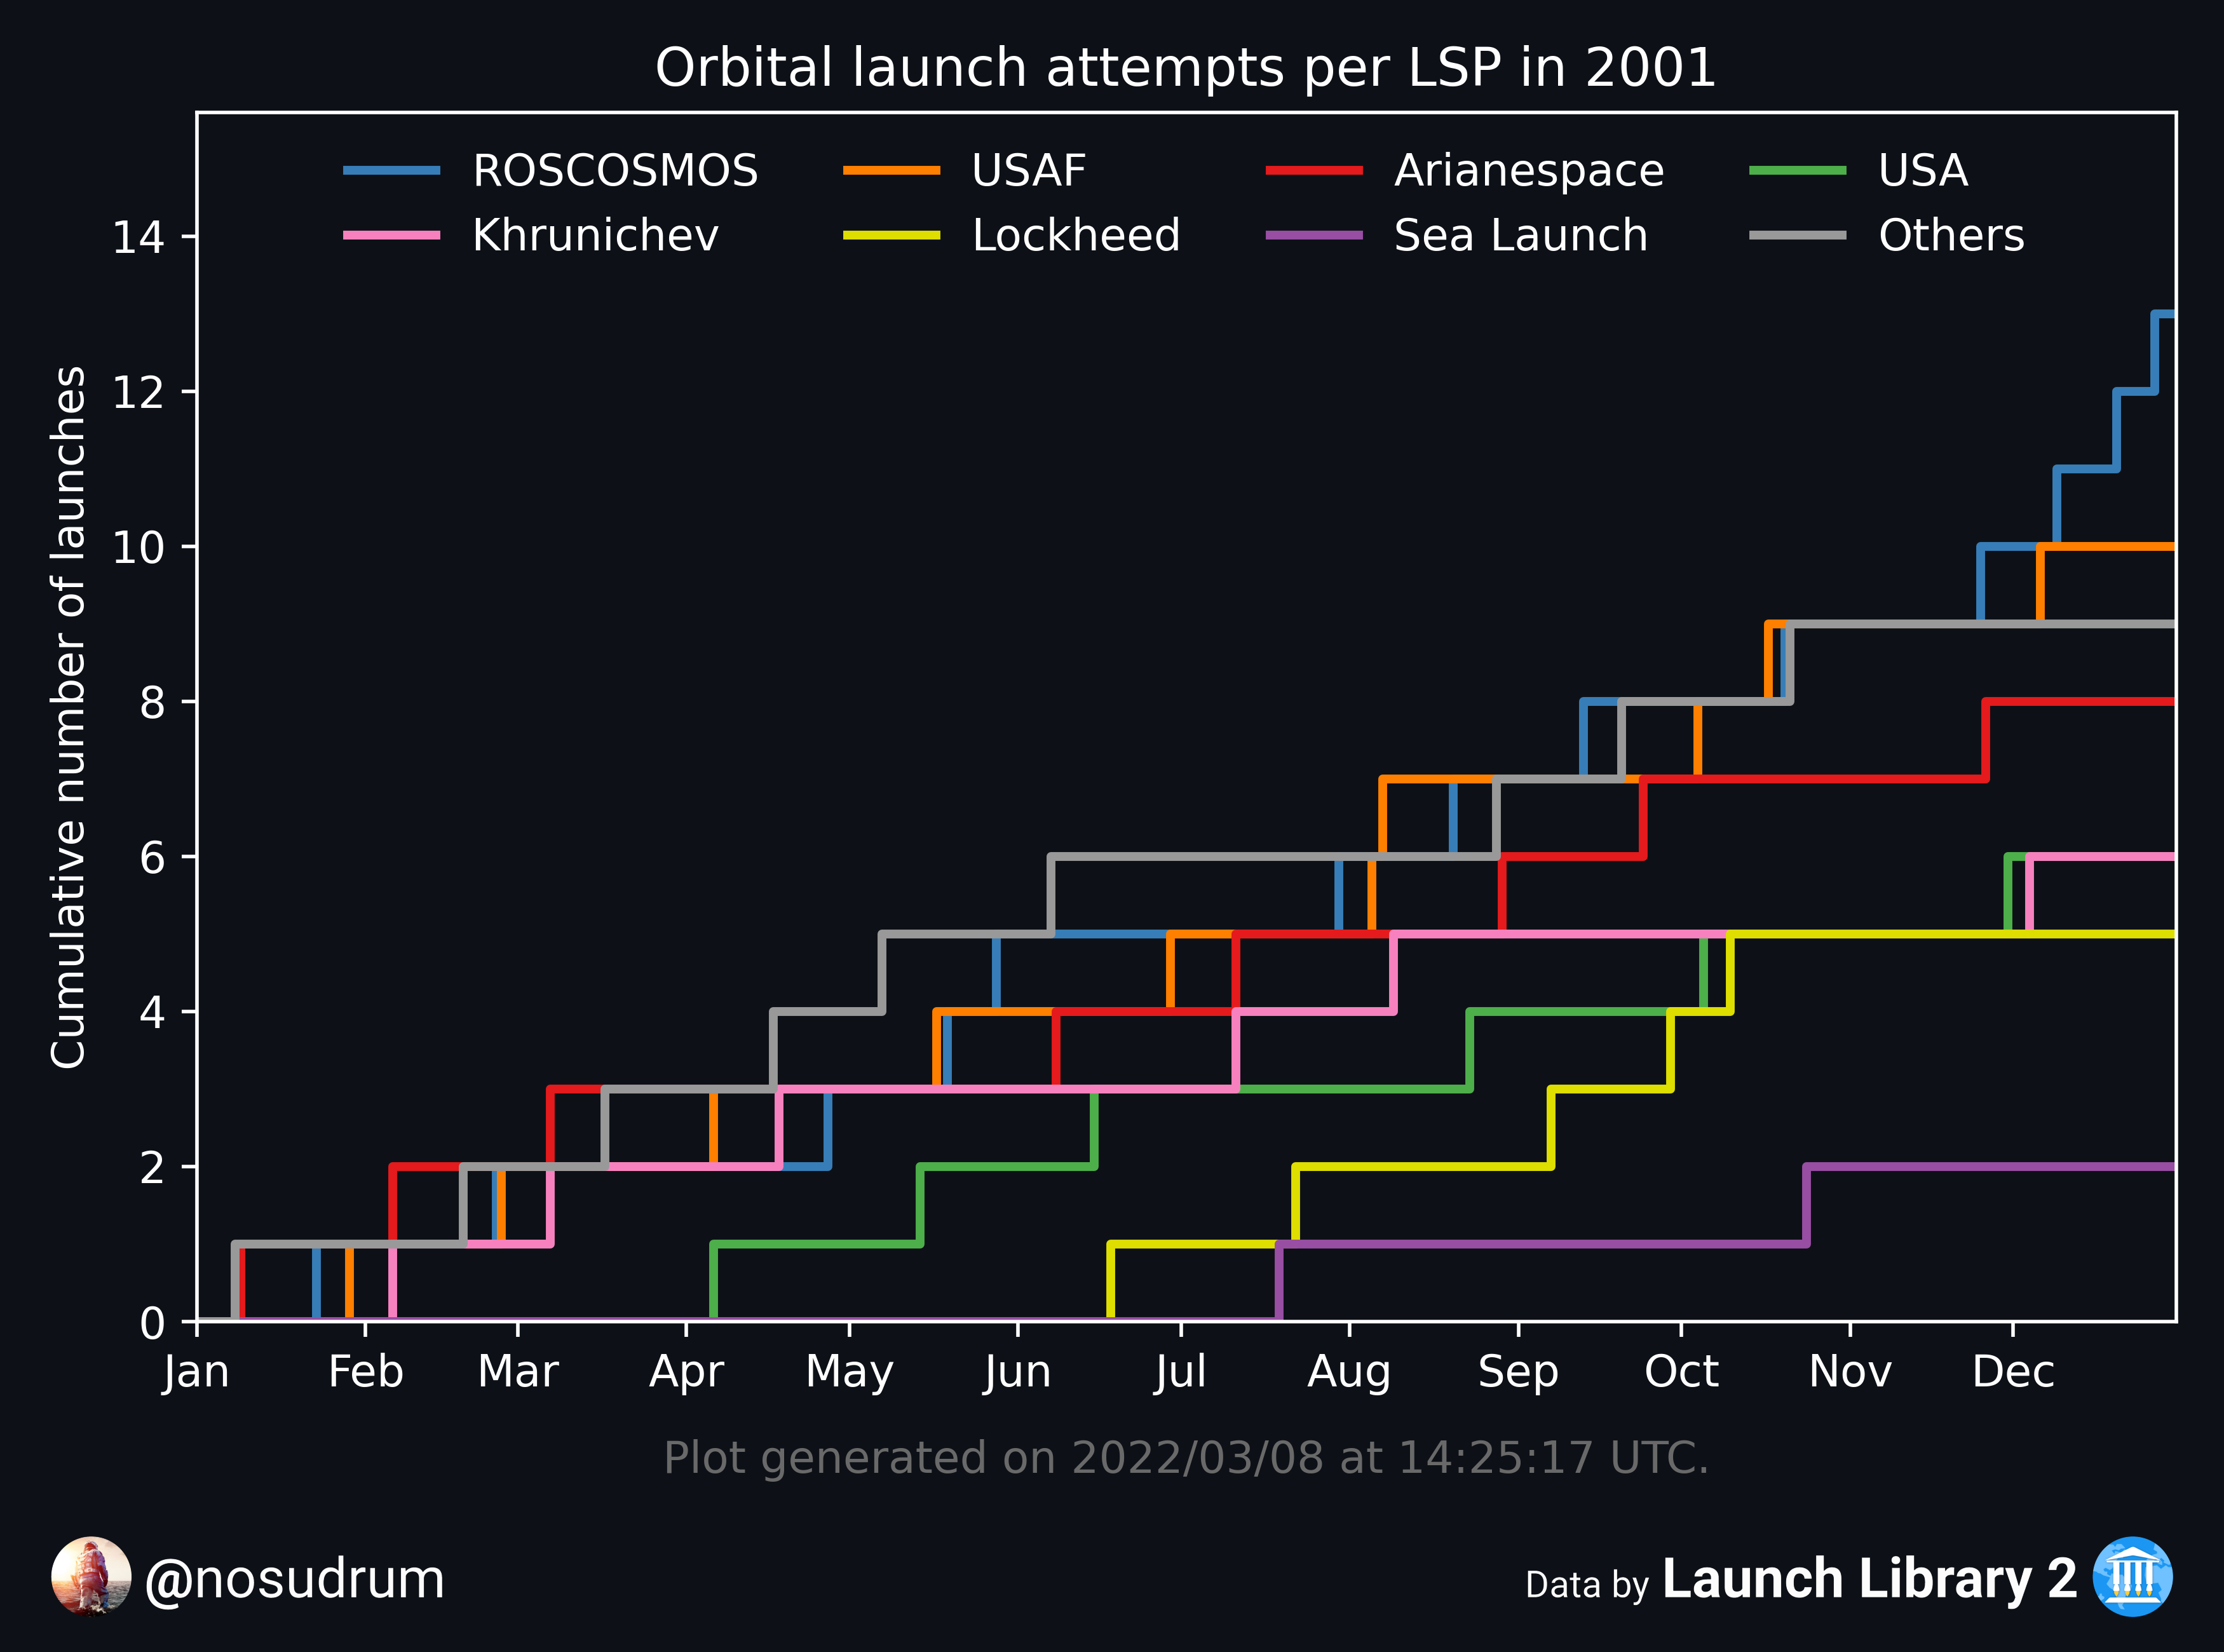 Orbital launch attempts per LSP in 2001
ROSCOSMOS USAF Arianespace USA
Khrunichev Lockheed Sea Launch Others
Cumulative number of launches
14
12
10
8
6
4
2
0
Jan Feb Mar Apr May Jun Jul Aug Sep Oct Nov Dec
Plot generated on 2022/03/08 at 14:25:17 UTC.
@nosudrum
Data by Launch Library 2